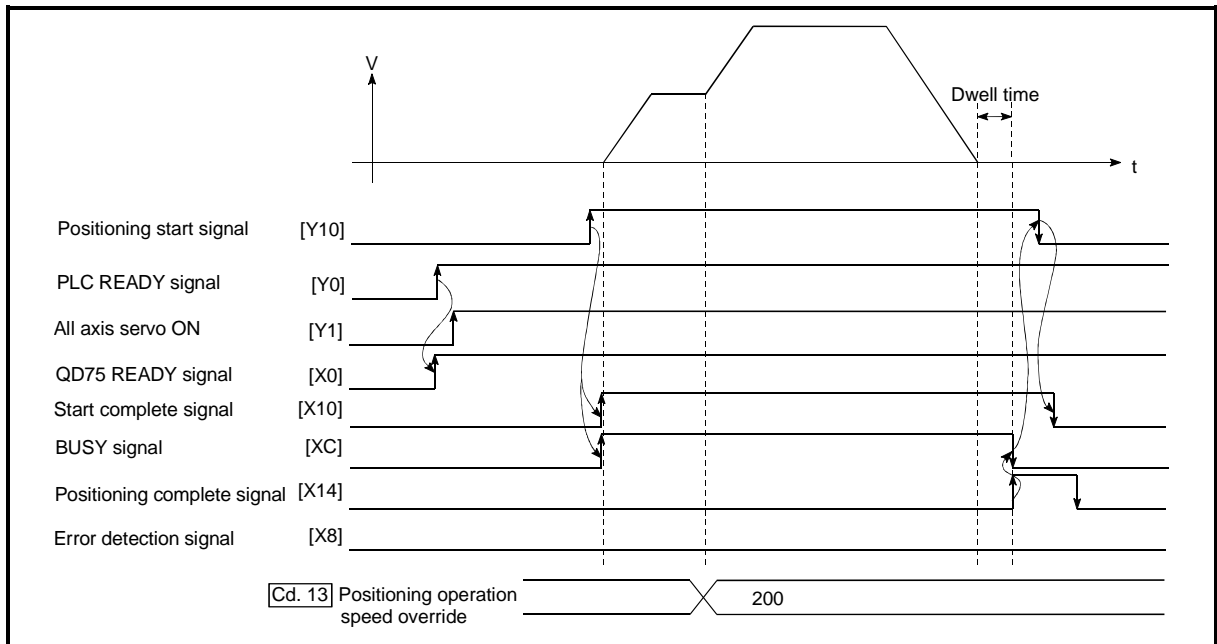 V
Dwell time
t
Positioning start signal [Y10]
PLC READY signal [Y0]
All axis servo ON [Y1]
QD75 READY signal [X0]
Start complete signal [X10]
BUSY signal [XC]
Positioning complete signal [X14]
Error detection signal [X8]
Cd. 13 Positioning operation
speed override
200